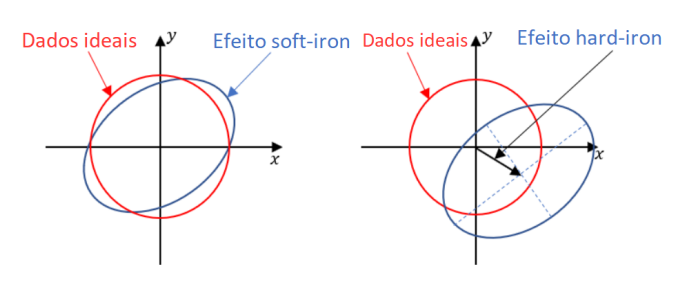 Dados ideais
y
Efeito soft-iron
x
Dados ideais
y
Efeito hard-iron
x